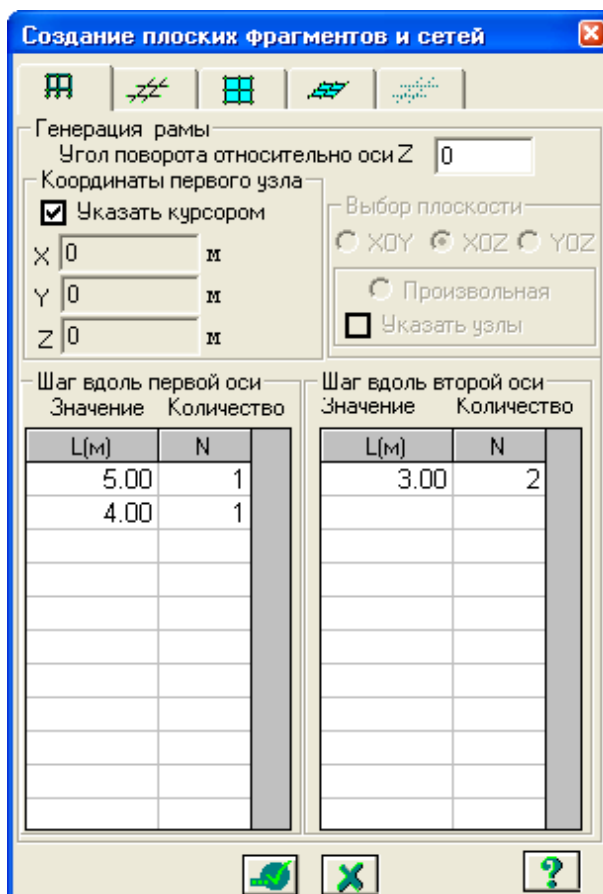 Создание плоских фрагментов и сетей
Генерация рамы
Угол поворота относительно оси Z 0
Координаты первого узла
Указать курсором
X 0 м
Y 0 м
Z 0 м
Выбор плоскости
XOY XOZ YOZ
Произвольная
Указать узлы
Шаг вдоль первой оси
Значение Количество
L(м) N
5.00 1
4.00 1
Шаг вдоль второй оси
Значение Количество
L(м) N
3.00 2
?